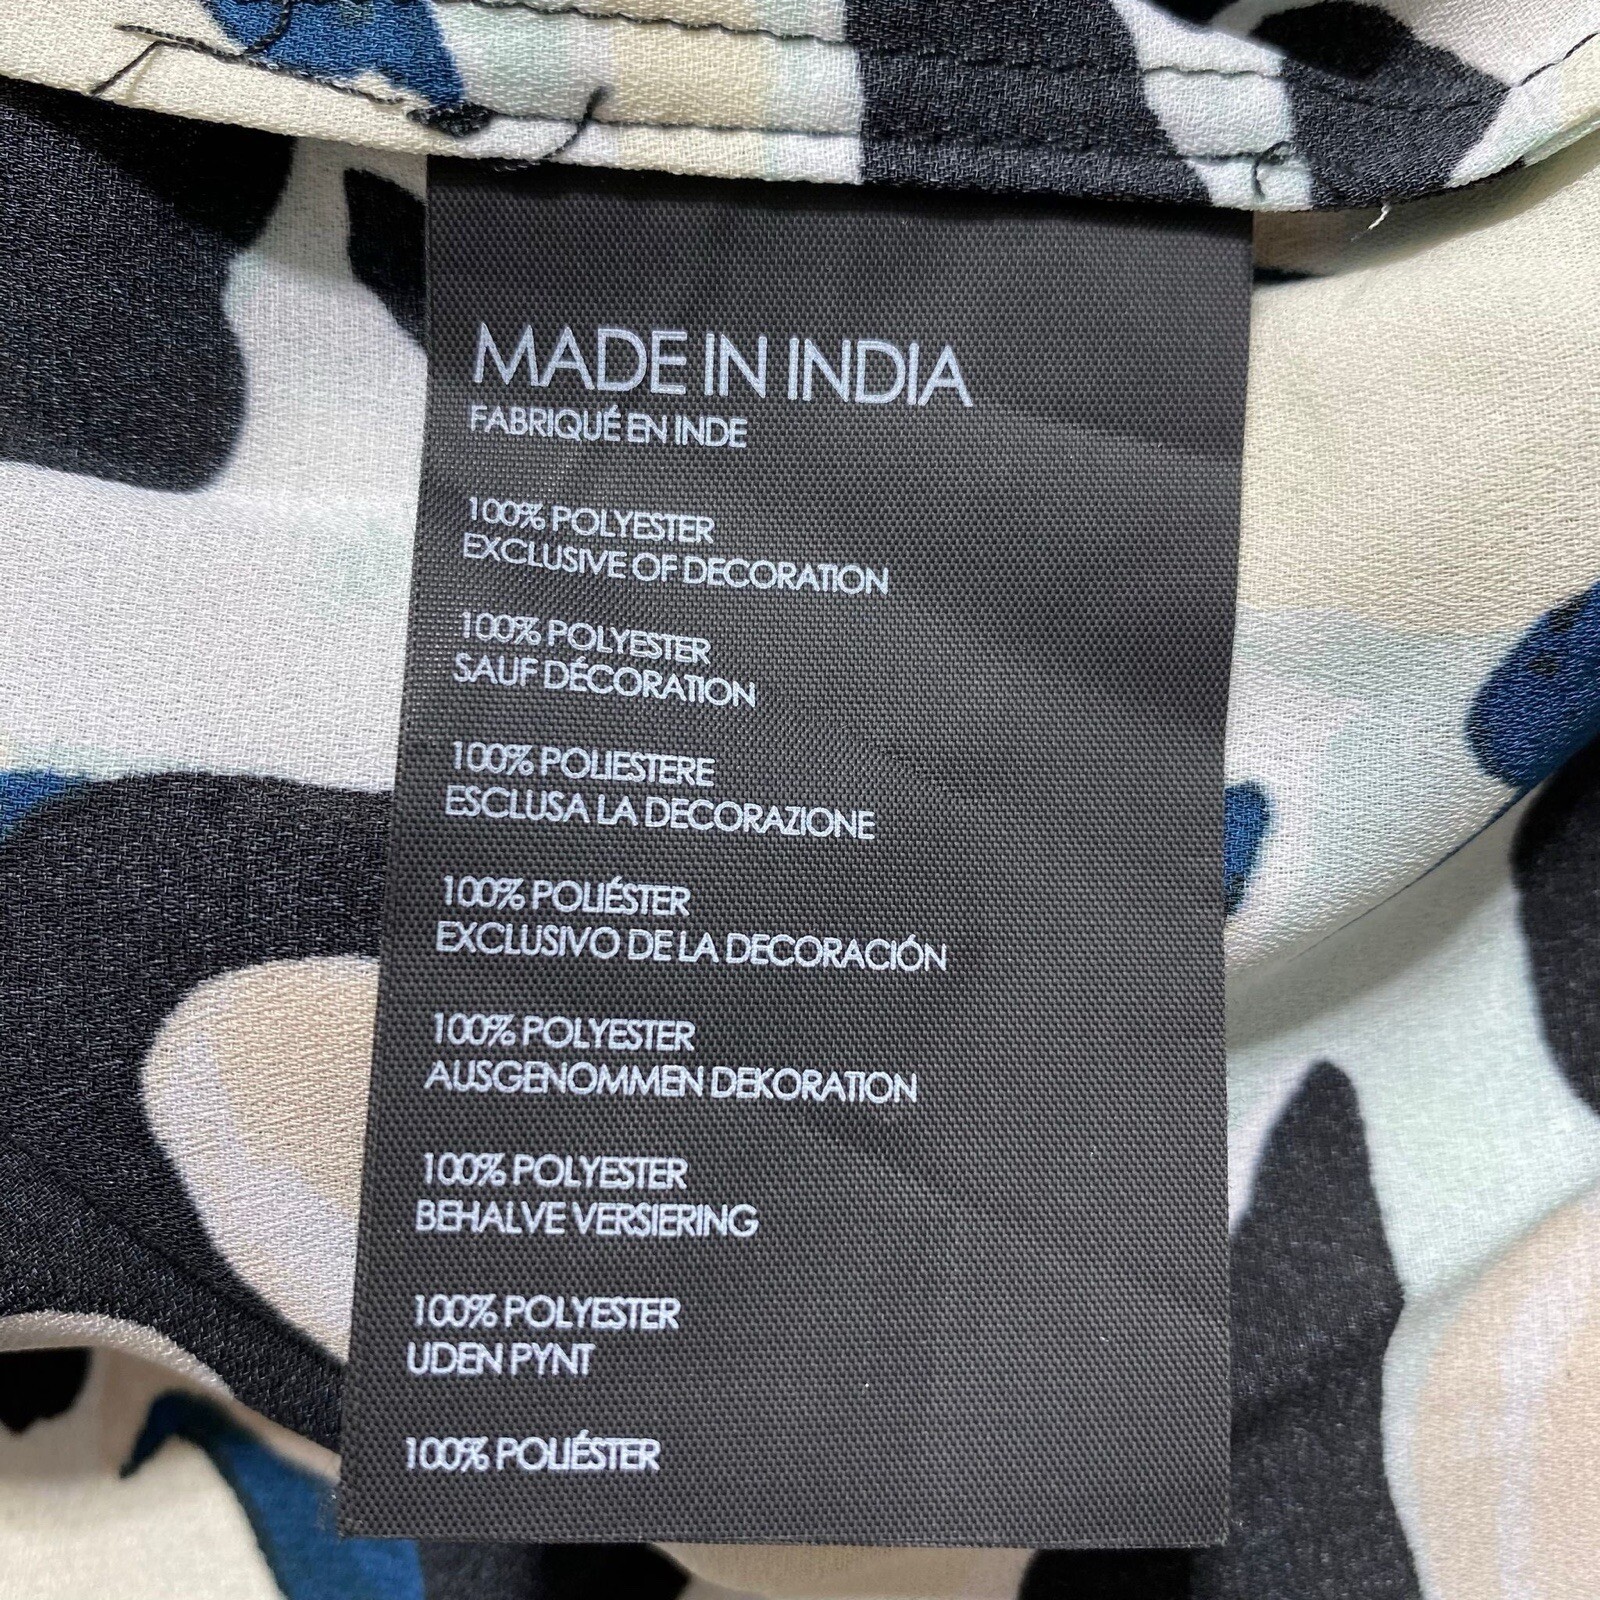 MADE IN INDIA
FABRIQUÉ EN INDE
100% POLYESTER
EXCLUSIVE OF DECORATION
100% POLYESTER
SAUF DÉCORATION
100% POLIESTERE
ESCLUSA LA DECORAZIONE
100% POLIÉSTER
EXCLUSIVO DE LA DECORACIÓN
100% POLYESTER
AUSGENOMMEN DEKORATION
100% POLYESTER
BEHALVE VERSIERING
100% POLYESTER
UDEN PYNT
100% POLIÉSTER